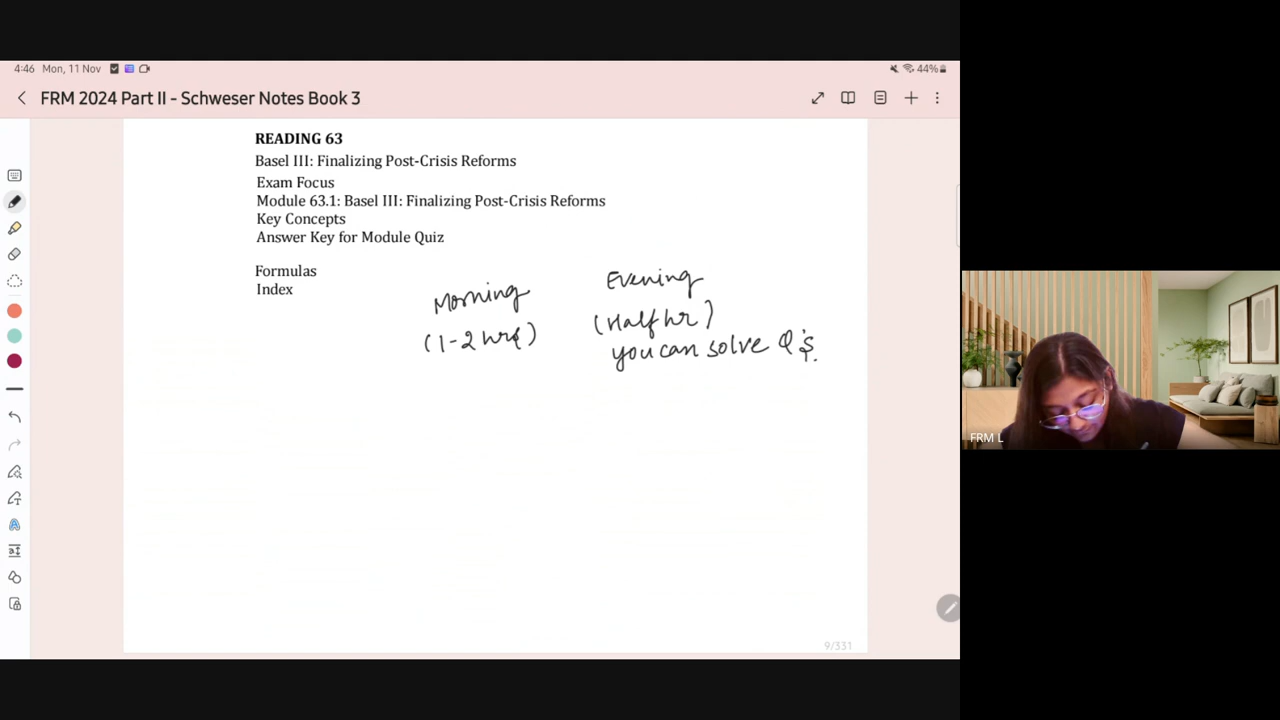 4:46 Mon, 11 Nov
44%
FRM 2024 Part II - Schweser Notes Book 3
READING 63
Basel III: Finalizing Post-Crisis Reforms
Exam Focus
Module 63.1: Basel III: Finalizing Post-Crisis Reforms
Key Concepts
Answer Key for Module Quiz
Formulas
Index
Morning
(1-2 hrs)
Evening
(Half hr)
you can solve Q's.
9/331
FRM L